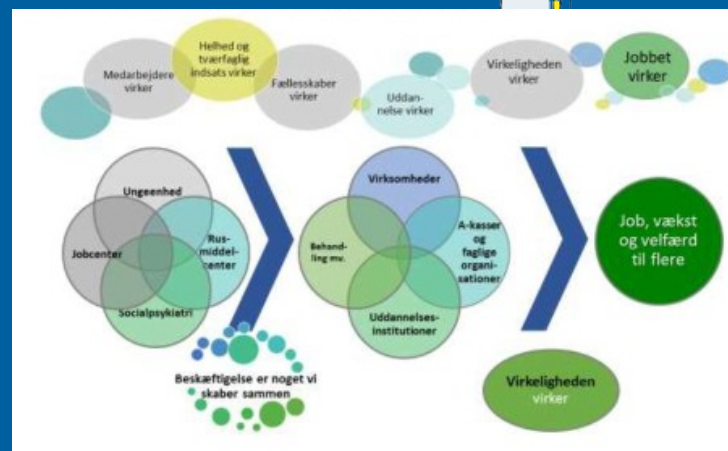 Medarbejdere
virker
Helhed og
tværfaglig
indsats virker
Fællesskaber
virker
Uddan-
nelse virker
Virkeligheden
virker
Jobbet
virker
Ungeenhed
Jobcenter
Rus-
middel-
center
Socialpsykiatri
Virksomheder
Behand-
ling mv.
A-kasser
og
faglige
organi-
sationer
Uddannelses-
institutioner
Job, vækst
og velfærd
til flere
Beskæftigelse er noget vi
skaber sammen
Virkeligheden
virker